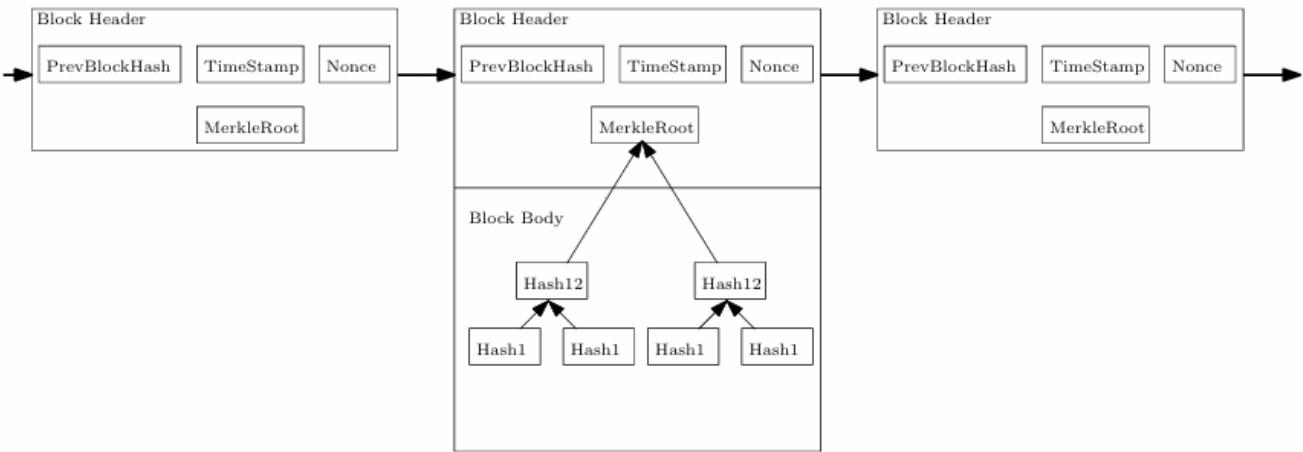 Block Header
PrevBlockHash TimeStamp Nonce
MerkleRoot
Block Header
PrevBlockHash TimeStamp Nonce
MerkleRoot
Block Body
Hash12 Hash12
Hash1 Hash1 Hash1 Hash1
Block Header
PrevBlockHash TimeStamp Nonce
MerkleRoot